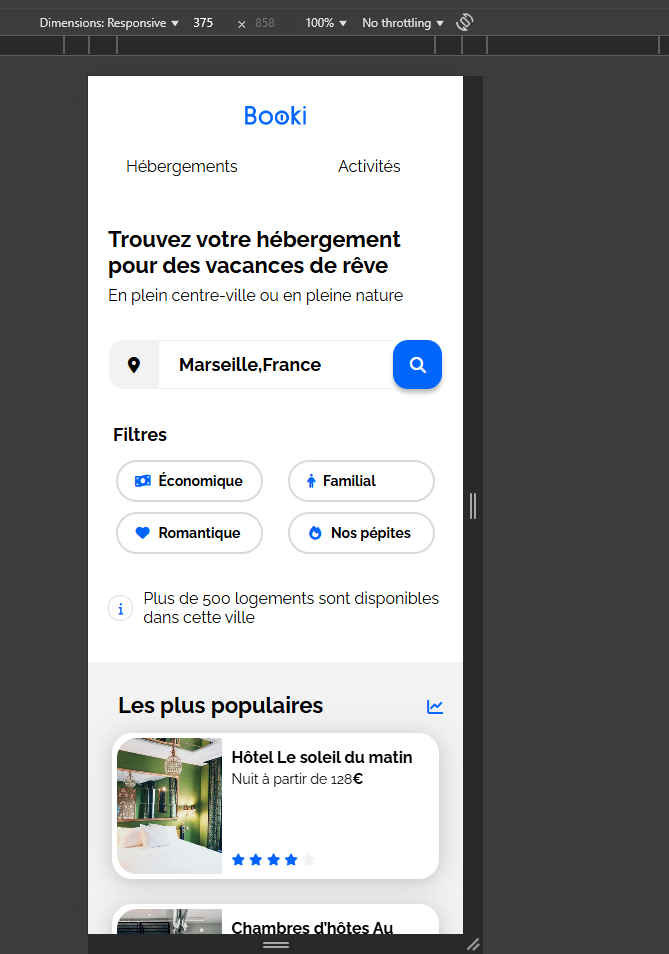 Dimensions: Responsive 375 × 858 100% No throttling
Booki
Hébergements Activités
Trouvez votre hébergement
pour des vacances de rêve
En plein centre-ville ou en pleine nature
Marseille,France
Filtres
Économique Familial
Romantique Nos pépites
Plus de 500 logements sont disponibles
dans cette ville
Les plus populaires
Hôtel Le soleil du matin
Nuit à partir de 128€
Chambres d'hôtes Au